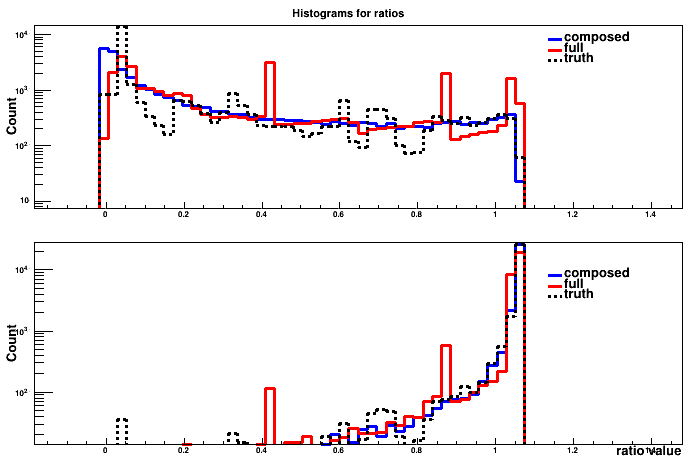 Histograms for ratios
10⁴
10³
10²
10
Count
composed
full
truth
0 0.2 0.4 0.6 0.8 1 1.2 1.4
10⁴
10³
10²
Count
composed
full
truth
0 0.2 0.4 0.6 0.8 1 1.2
ratio value